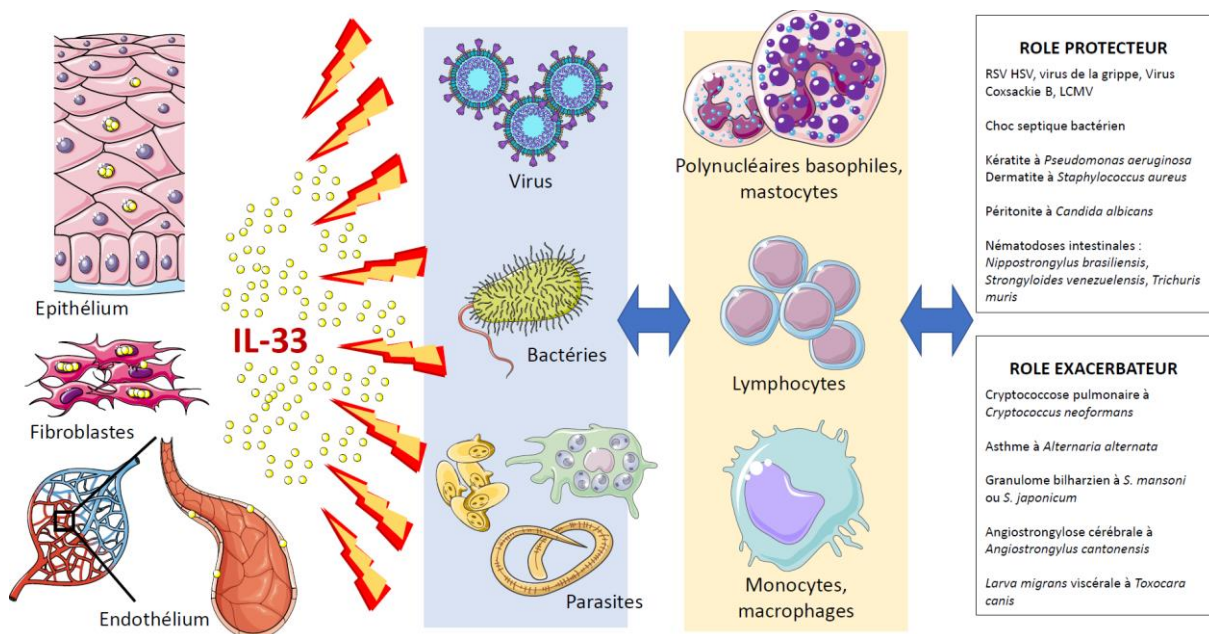 Epithélium
Fibroblastes
Endothélium
IL-33
Virus
Bactéries
Parasites
Polynucléaires basophiles,
mastocytes
Lymphocytes
Monocytes,
macrophages
ROLE PROTECTEUR
RSV HSV, virus de la grippe, Virus
Coxsackie B, LCMV
Choc septique bactérien
Kératite à Pseudomonas aeruginosa
Dermatite à Staphylococcus aureus
Péritonite à Candida albicans
Nématodoses intestinales :
Nippostrongylus brasiliensis,
Strongyloides venezuelensis, Trichuris
muris
ROLE EXACERBATEUR
Cryptococcose pulmonaire à
Cryptococcus neoformans
Asthme à Alternaria alternata
Granulome bilharzien à S. mansoni
ou S. japonicum
Angiostrongylose cérébrale à
Angiostrongylus cantonensis
Larva migrans viscérale à Toxocara
canis